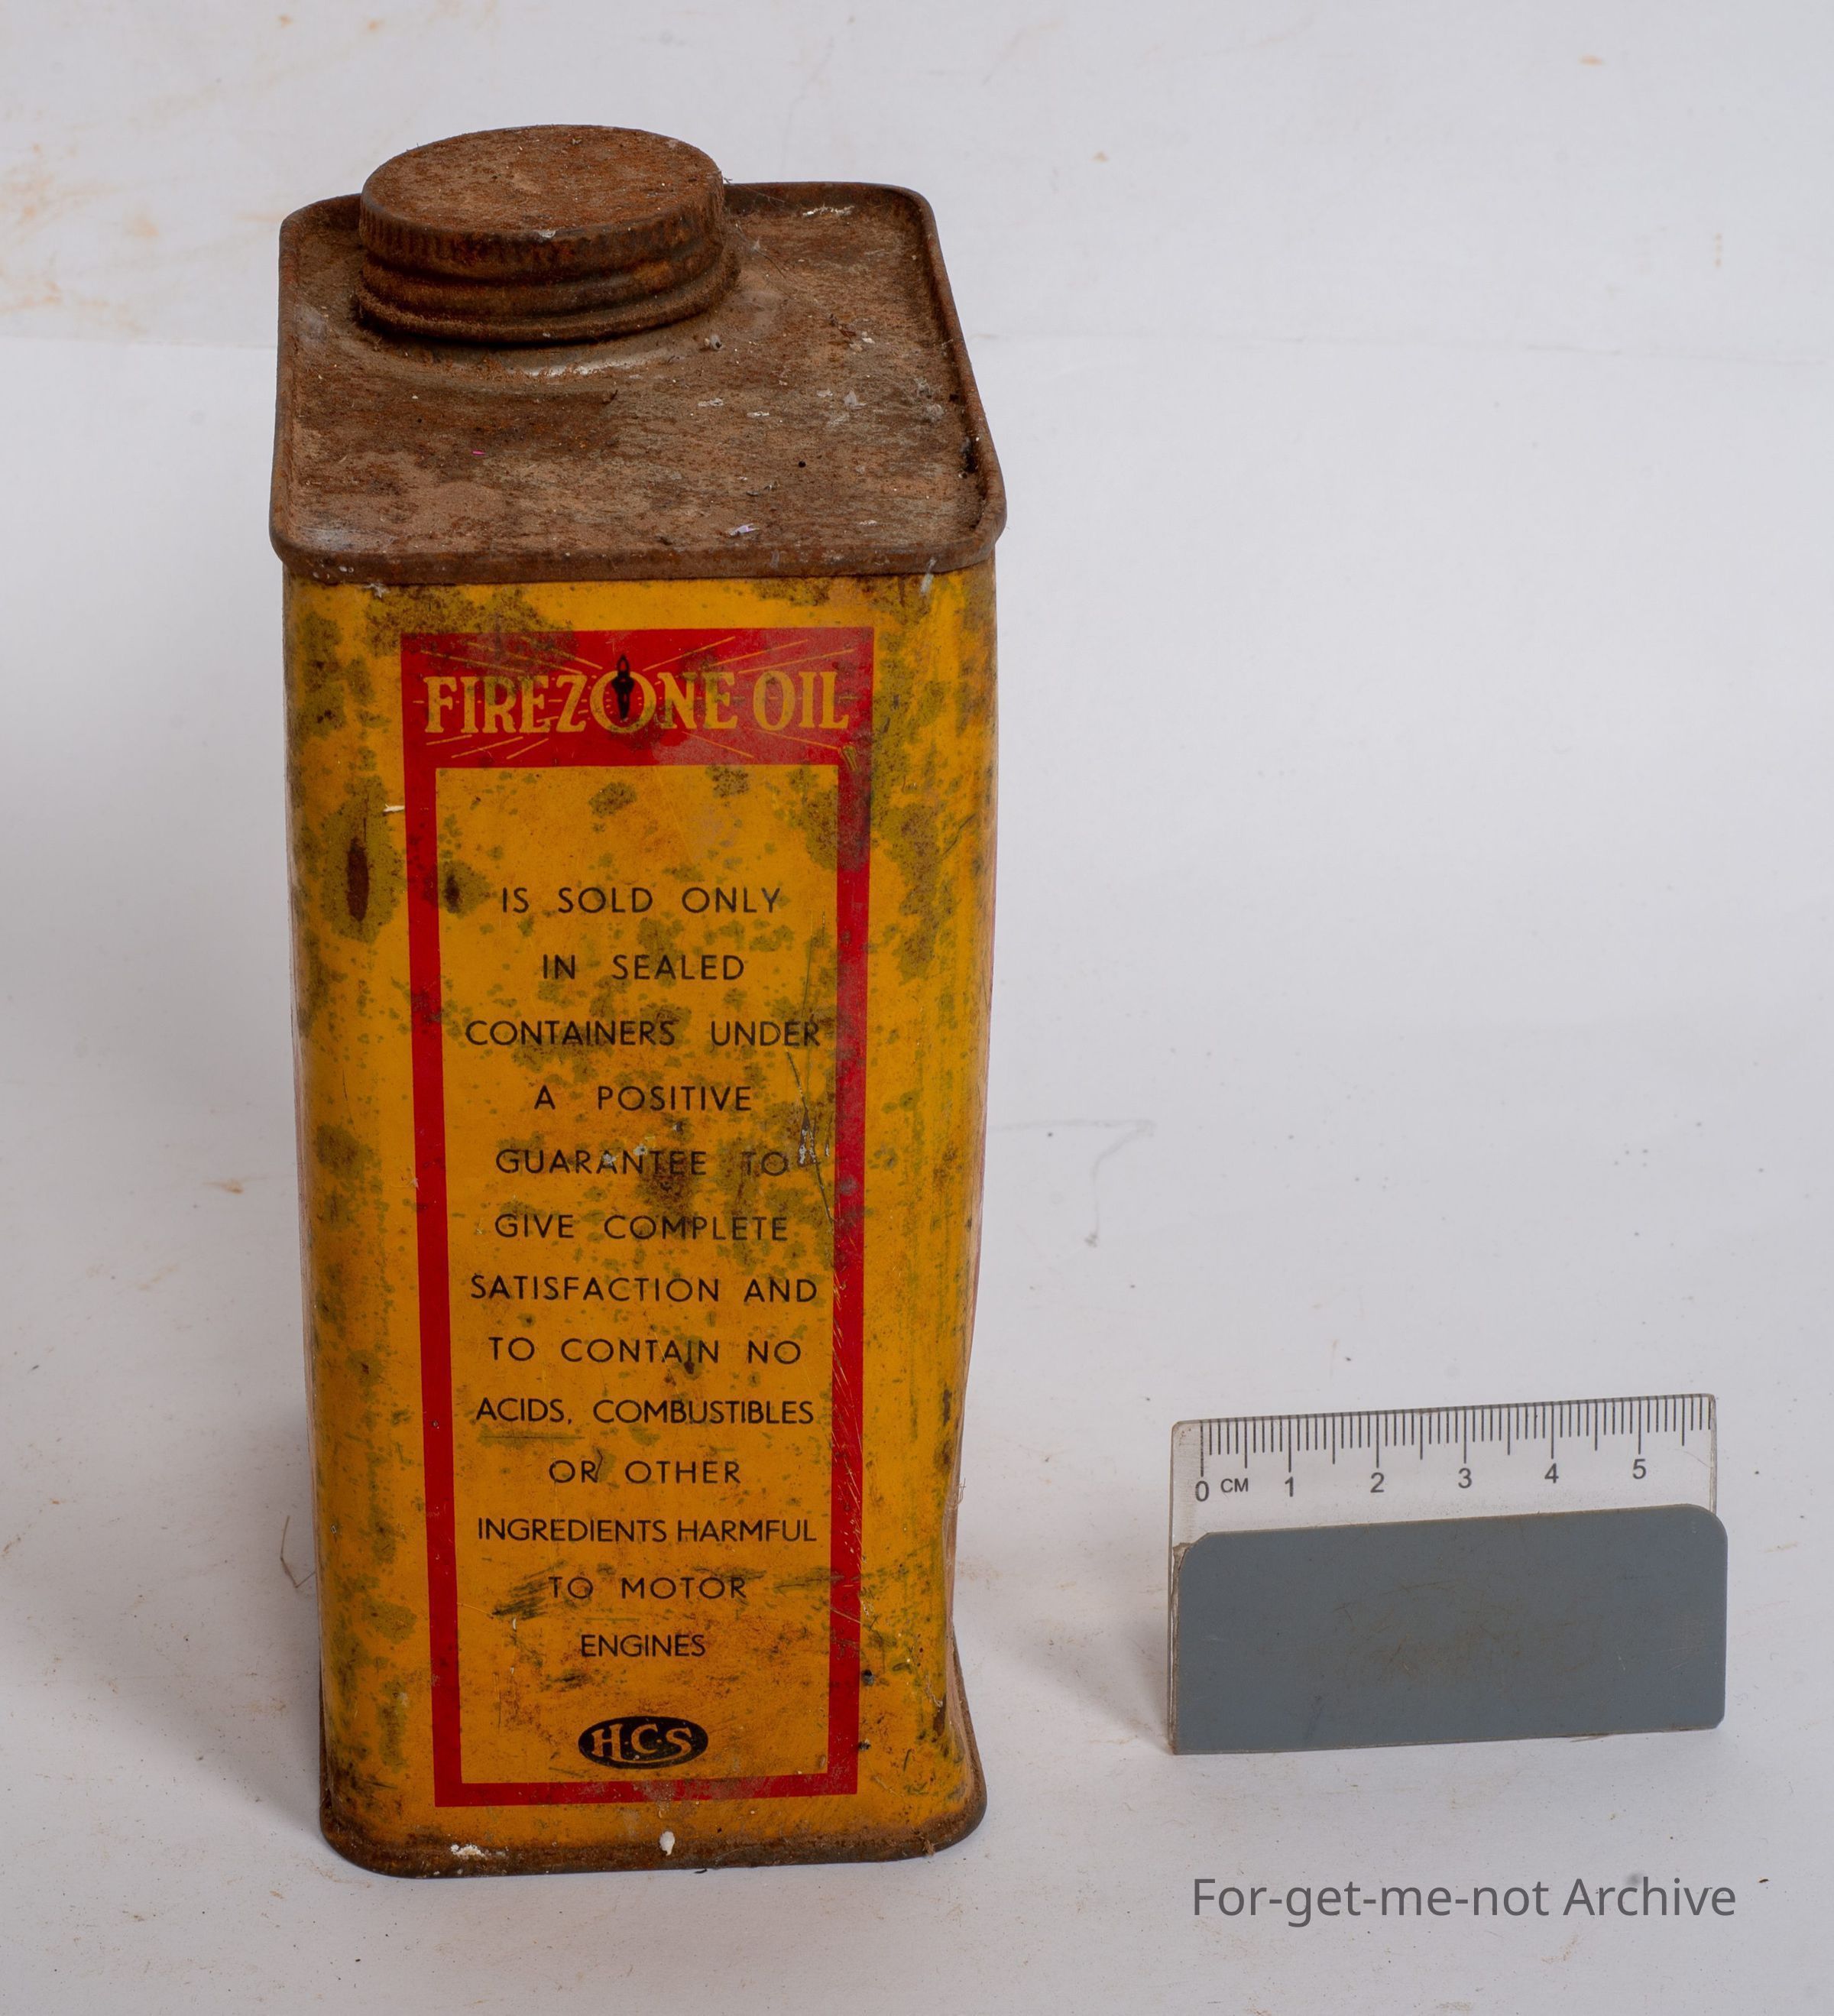 FIREZONE OIL
IS SOLD ONLY
IN SEALED
CONTAINERS UNDER
A POSITIVE
GUARANTEE TO
GIVE COMPLETE
SATISFACTION AND
TO CONTAIN NO
ACIDS, COMBUSTIBLES
OR OTHER
INGREDIENTS HARMFUL
TO MOTOR
ENGINES
H.C.S
0 CM 1 2 3 4 5
For-get-me-not Archive